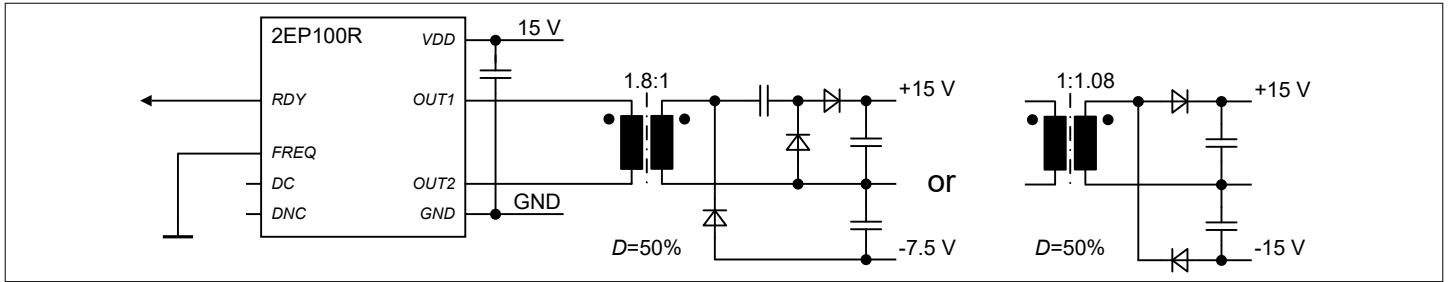 2EP100R
VDD
15 V
RDY
OUT1
FREQ
DC
OUT2
DNC
GND
GND
1.8:1
+15 V
D=50%
-7.5 V
or
1:1.08
+15 V
D=50%
-15 V